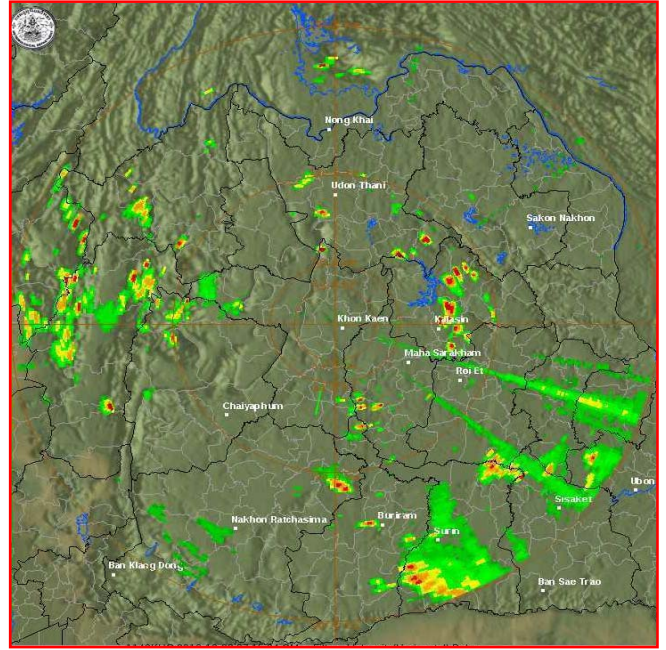 Nong Khai
Udon Thani
Sakon Nakhon
Khon Kaen
Kalasin
Maha Sarakham
Roi Et
Chaiyaphum
Ubon
Sisaket
Nakhon Ratchasima
Buriram
Surin
Ban Klang Dong
Ban Sae Trao